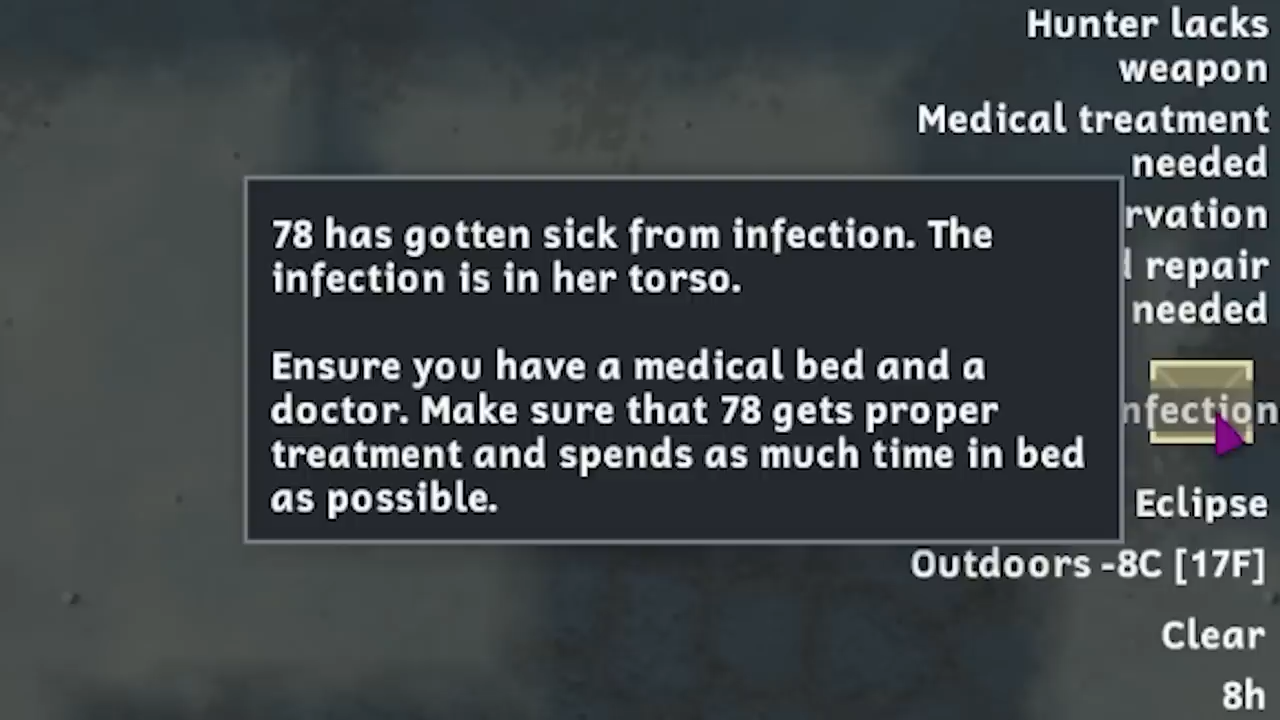 Hunter lacks
weapon
Medical treatment
needed
78 has gotten sick from infection. The
infection is in her torso.
Ensure you have a medical bed and a
doctor. Make sure that 78 gets proper
treatment and spends as much time in bed
as possible.
repair
needed
Eclipse
Outdoors -8C [17F]
Clear
8h